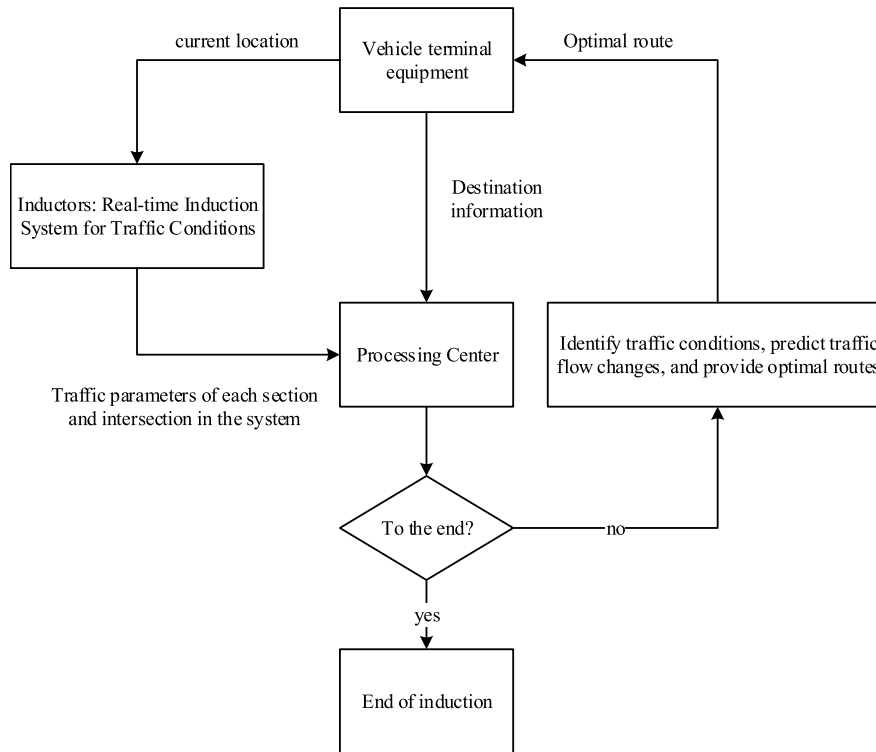 current location
Vehicle terminal
equipment
Optimal route
Inductors: Real-time Induction
System for Traffic Conditions
Destination
information
Processing Center
Identify traffic conditions, predict traffic
flow changes, and provide optimal routes
Traffic parameters of each section
and intersection in the system
To the end?
no
yes
End of induction